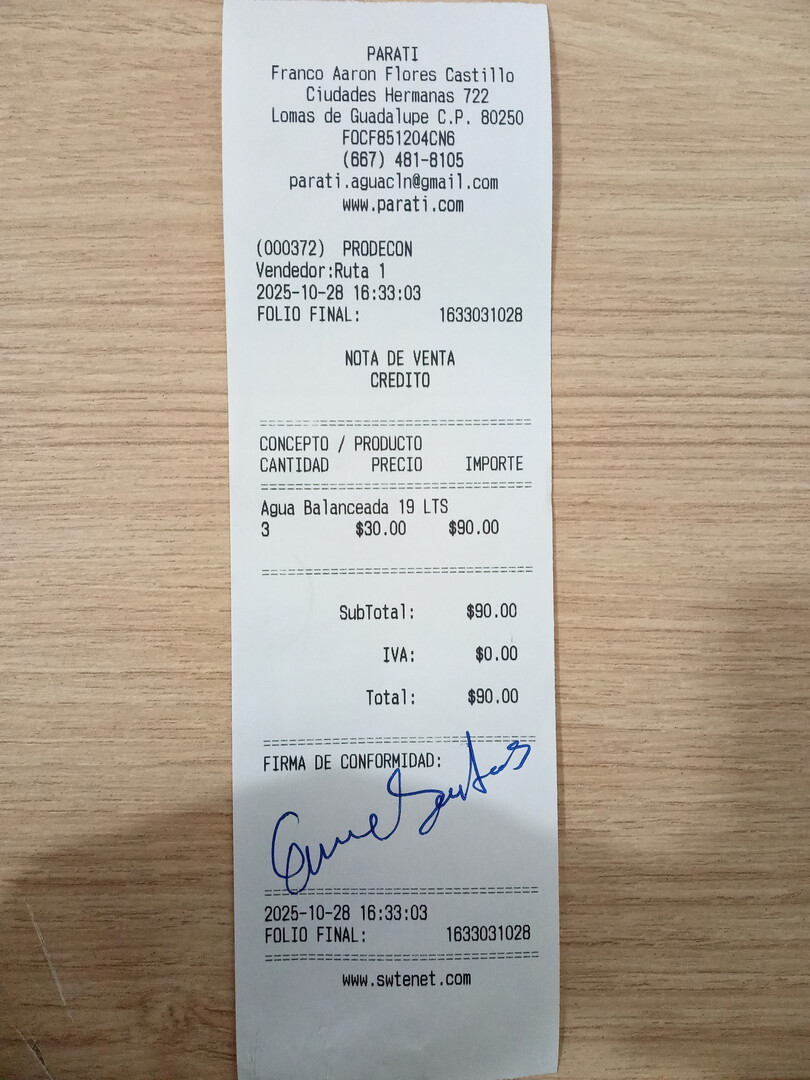 PARATI
Franco Aaron Flores Castillo
Ciudades Hermanas 722
Lomas de Guadalupe C.P. 80250
FOCF851204CN6
(667) 481-8105
parati.aguacln@gmail.com
www.parati.com
(000372) PRODECON
Vendedor:Ruta 1
2025-10-28 16:33:03
FOLIO FINAL: 1633031028
NOTA DE VENTA
CREDITO
CONCEPTO / PRODUCTO
CANTIDAD PRECIO IMPORTE
Agua Balanceada 19 LTS
3 $30.00 $90.00
SubTotal: $90.00
IVA: $0.00
Total: $90.00
FIRMA DE CONFORMIDAD:
2025-10-28 16:33:03
FOLIO FINAL: 1633031028
www.swtenet.com